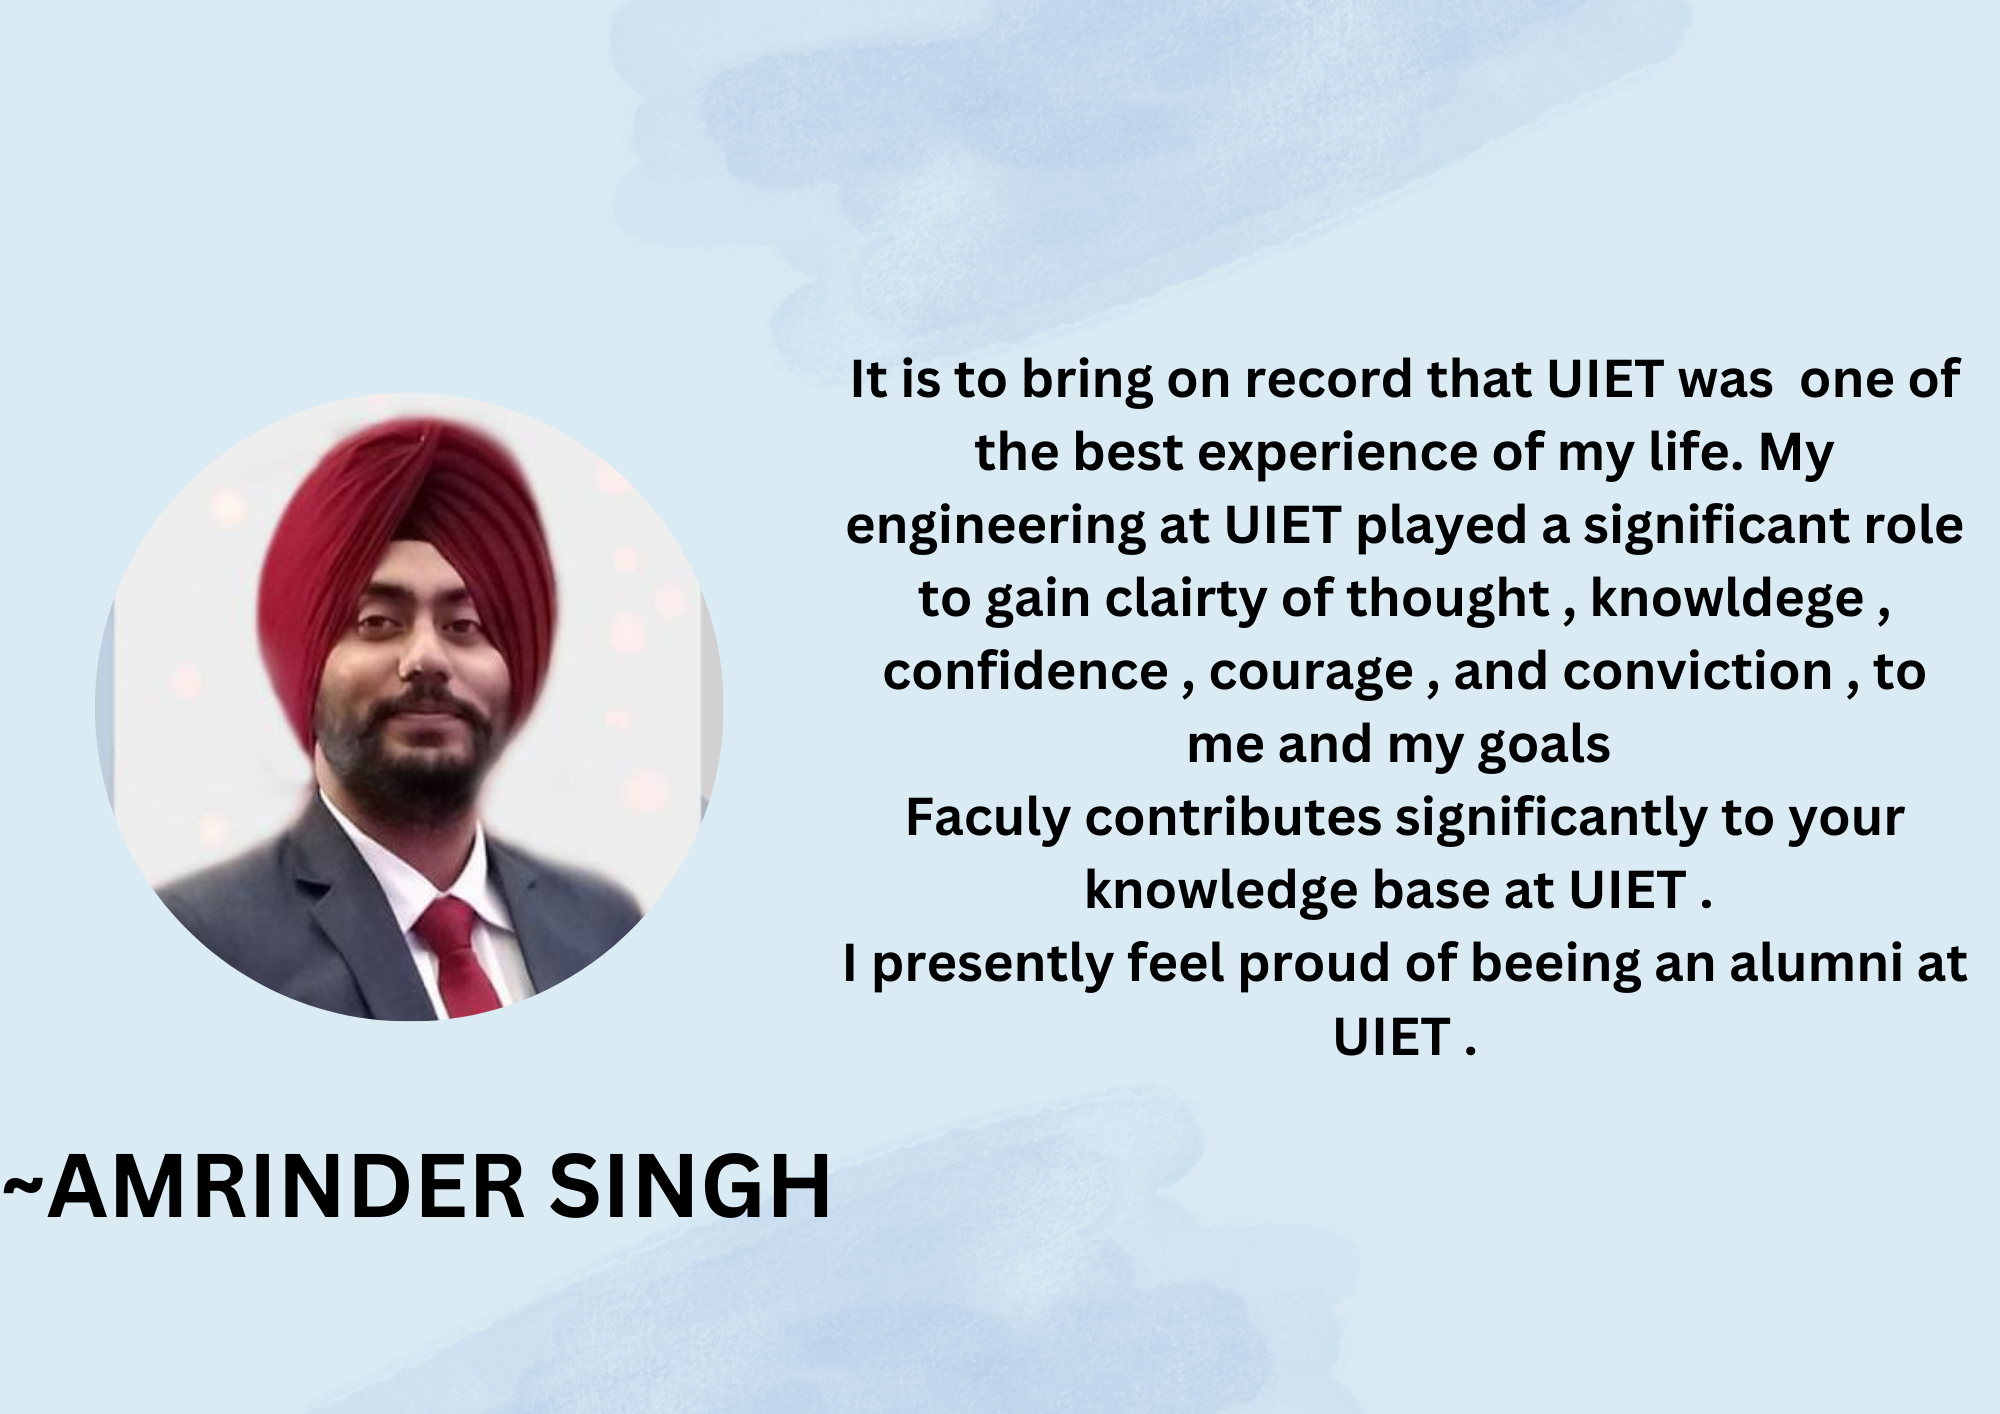 It is to bring on record that UIET was  one of
the best experience of my life. My
engineering at UIET played a significant role
to gain clairty of thought , knowldege ,
confidence , courage , and conviction , to
me and my goals
Faculy contributes significantly to your
knowledge base at UIET .
I presently feel proud of beeing an alumni at
UIET .
~AMRINDER SINGH